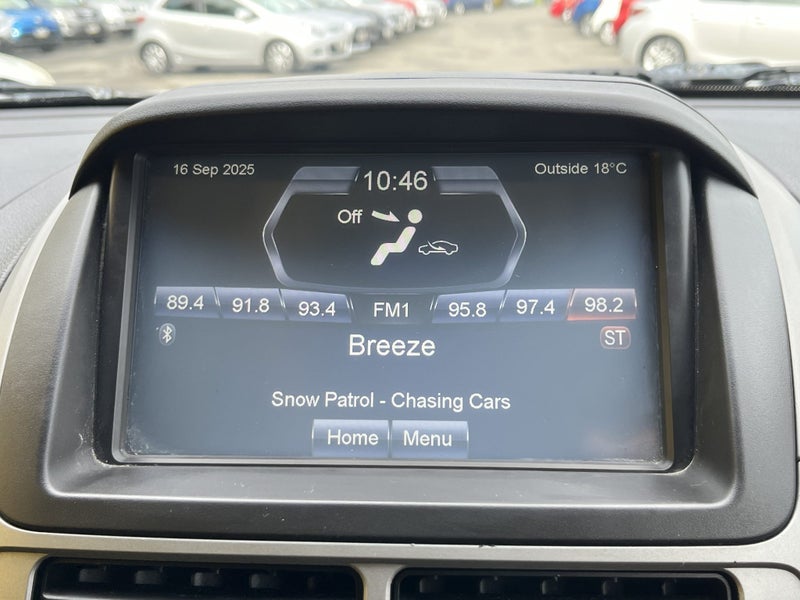 16 Sep 2025
10:46
Outside 18°C
Off
89.4 91.8 93.4 FM1 95.8 97.4 98.2
Breeze
ST
Snow Patrol - Chasing Cars
Home Menu